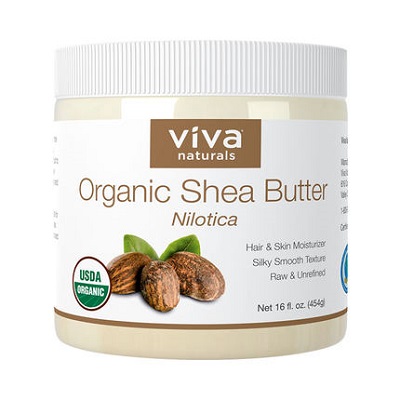 viva
naturals
Organic Shea Butter
Nilotica
Hair & Skin Moisturizer
Silky Smooth Texture
Raw & Unrefined
USDA
ORGANIC
Net 16 fl. oz. (454g)